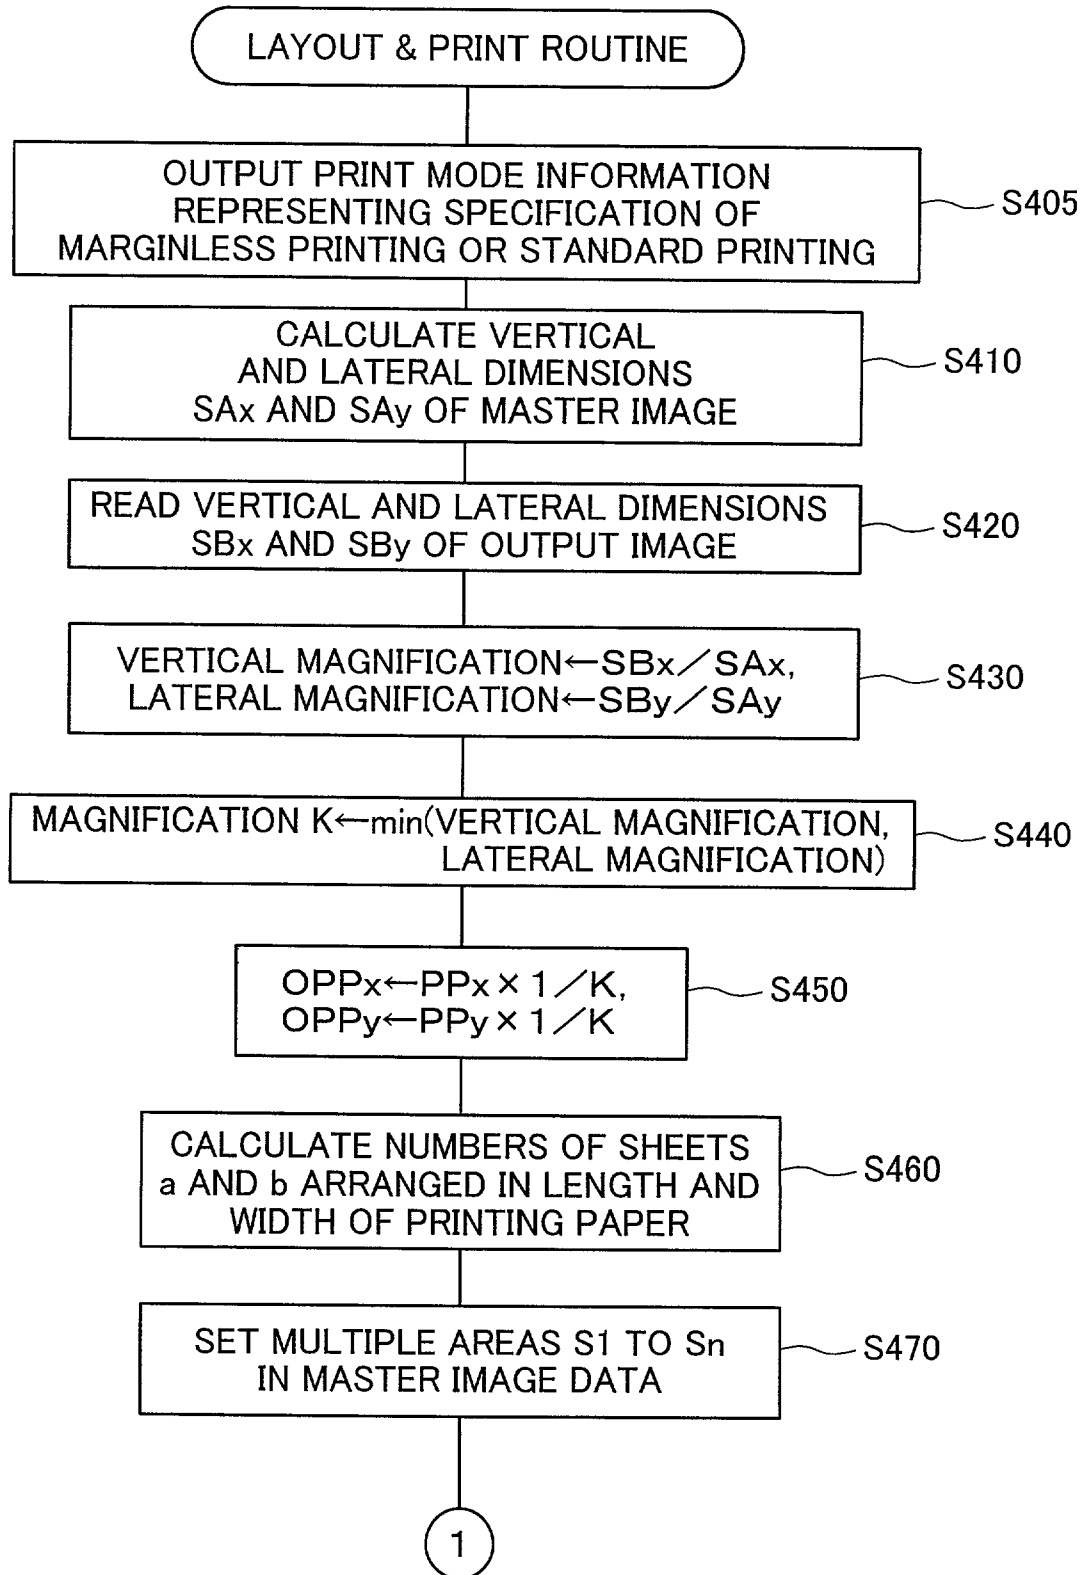 LAYOUT & PRINT ROUTINE
OUTPUT PRINT MODE INFORMATION
REPRESENTING SPECIFICATION OF
MARGINLESS PRINTING OR STANDARD PRINTING
S405
CALCULATE VERTICAL
AND LATERAL DIMENSIONS
SAx AND SAy OF MASTER IMAGE
S410
READ VERTICAL AND LATERAL DIMENSIONS
SBx AND SBy OF OUTPUT IMAGE
S420
VERTICAL MAGNIFICATION←SBx/SAx,
LATERAL MAGNIFICATION←SBy/SAy
S430
MAGNIFICATION K←min(VERTICAL MAGNIFICATION,
LATERAL MAGNIFICATION)
S440
OPPx←PPx×1/K,
OPPy←PPy×1/K
S450
CALCULATE NUMBERS OF SHEETS
a AND b ARRANGED IN LENGTH AND
WIDTH OF PRINTING PAPER
S460
SET MULTIPLE AREAS S1 TO Sn
IN MASTER IMAGE DATA
S470
1